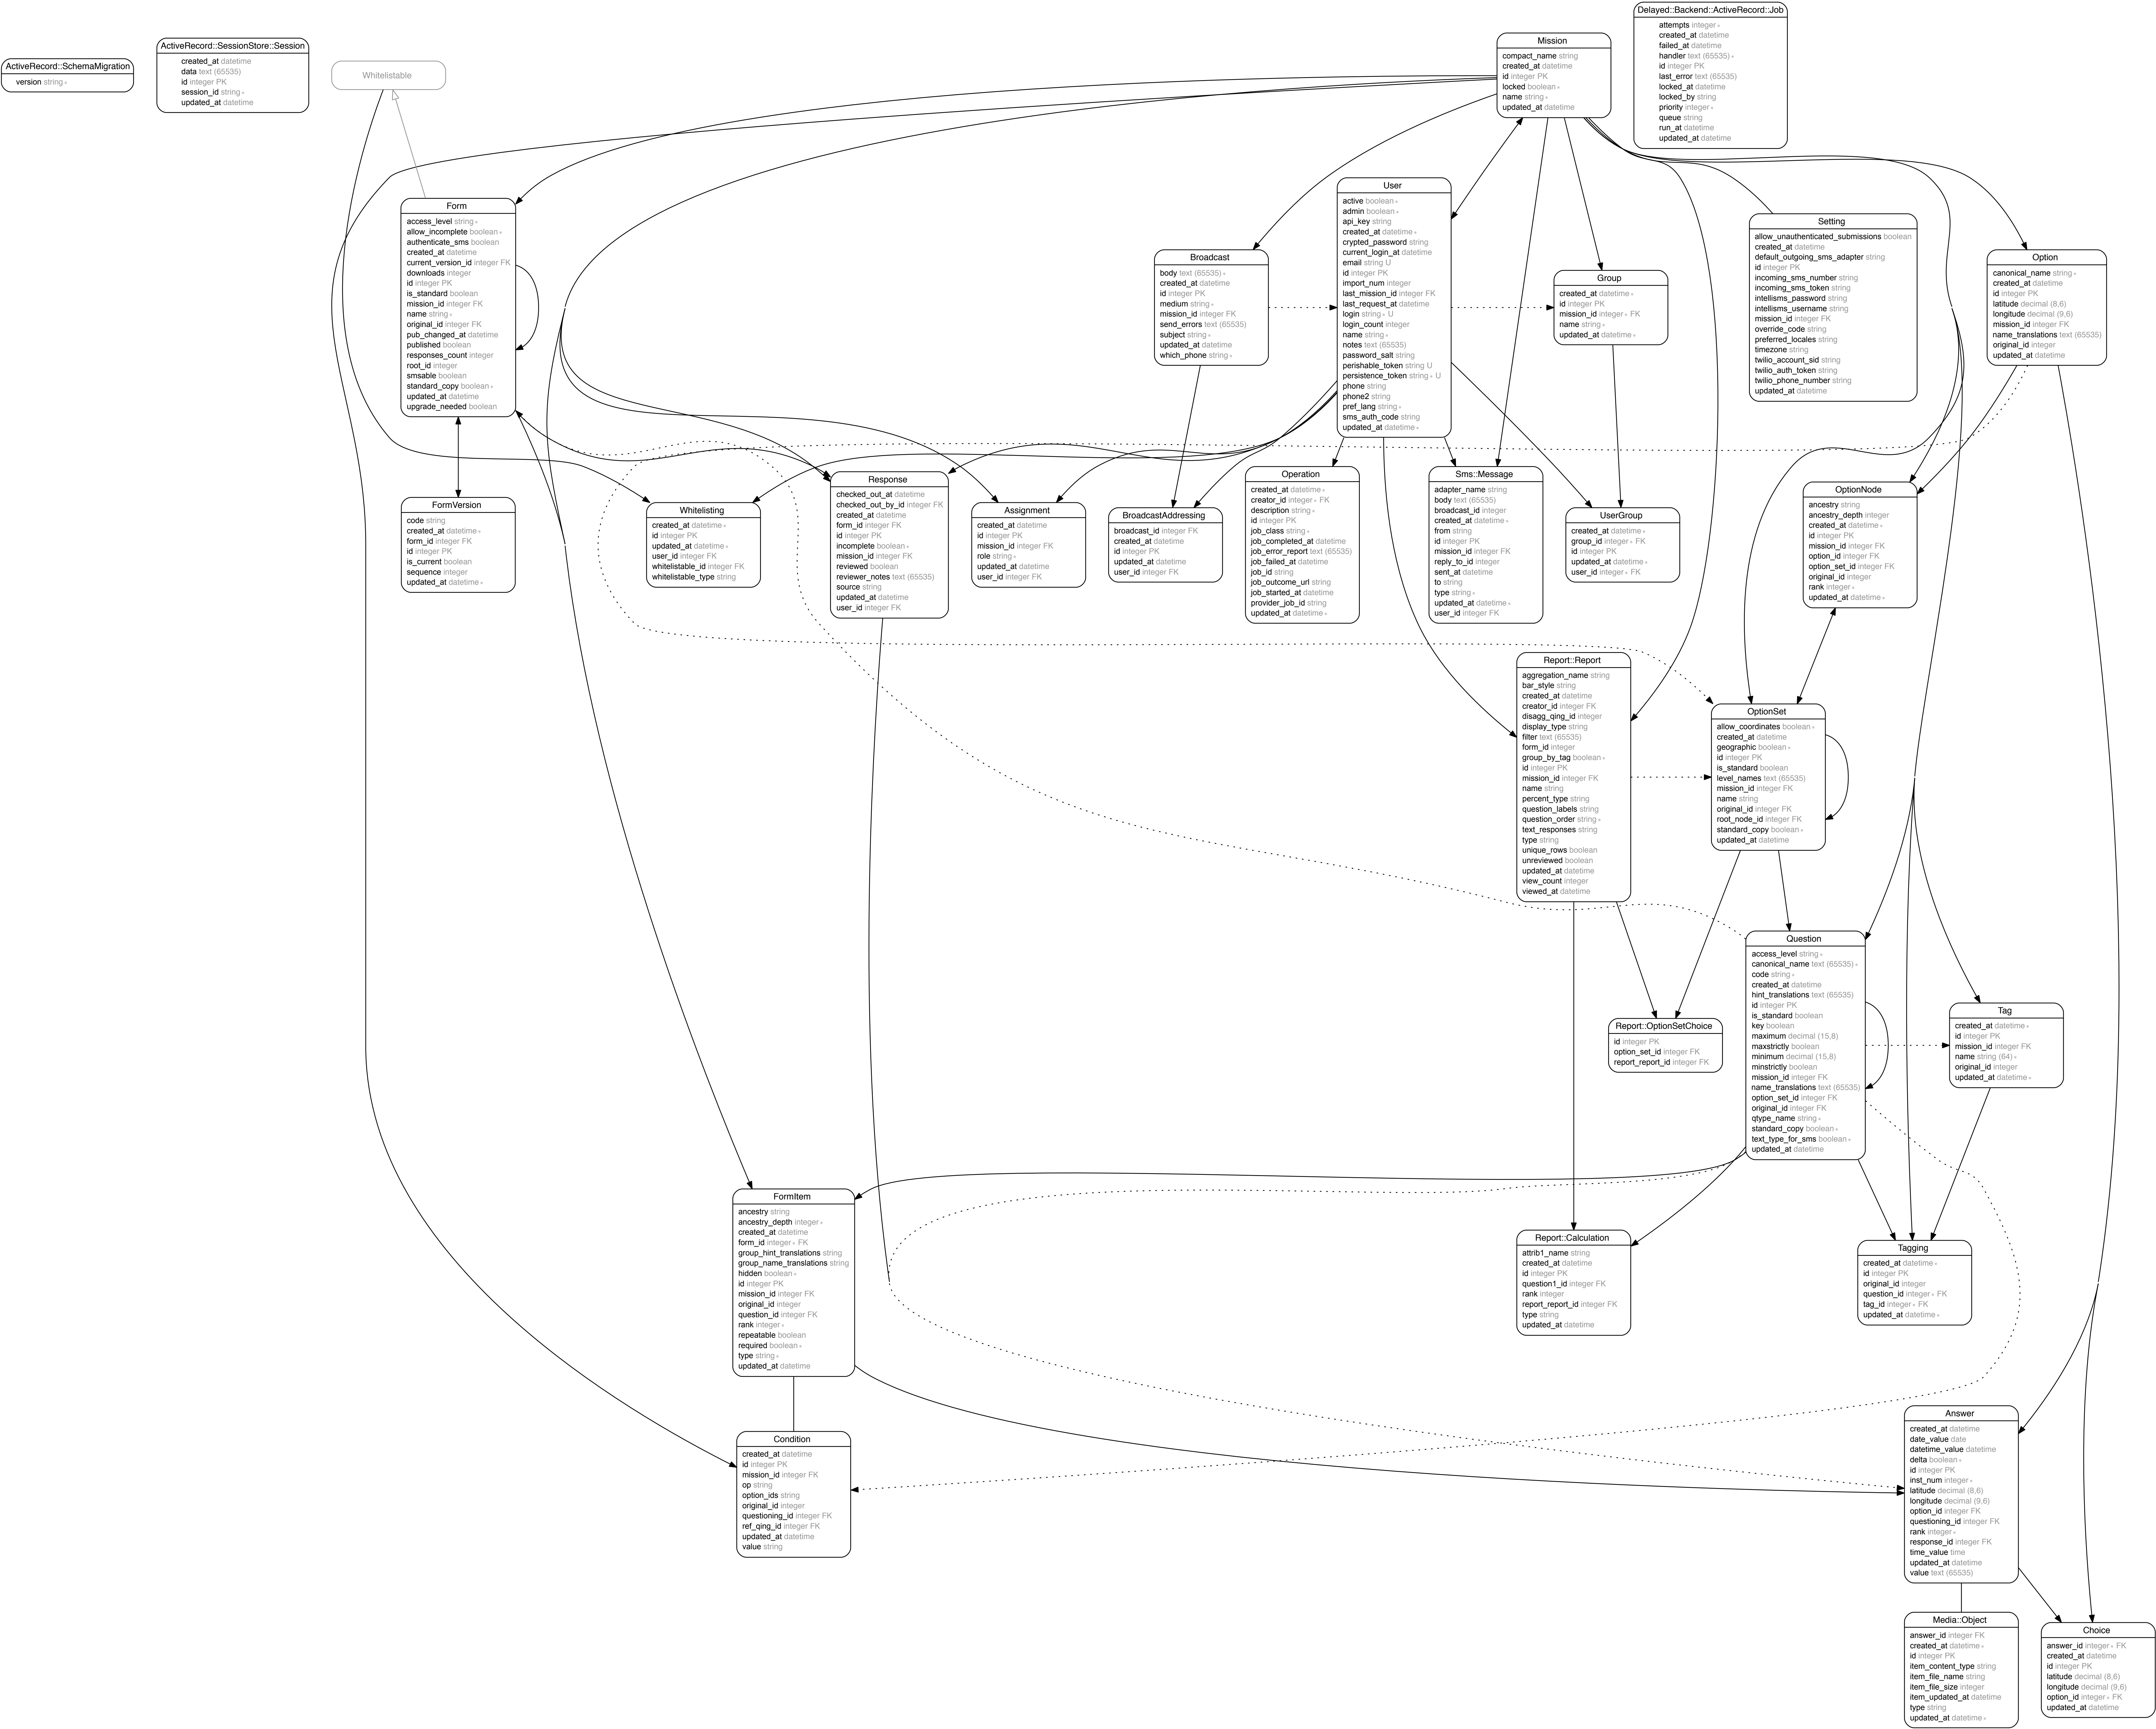 Delayed::Backend::ActiveRecord::Job
attempts integer ∗
created_at datetime
failed_at datetime
handler text (65535) ∗
id integer PK
last_error text (65535)
locked_at datetime
locked_by string
priority integer ∗
queue string
run_at datetime
updated_at datetime
Mission
compact_name string
created_at datetime
id integer PK
locked boolean ∗
name string ∗
updated_at datetime
ActiveRecord::SessionStore::Session
created_at datetime
data text (65535)
id integer PK
session_id string ∗
updated_at datetime
ActiveRecord::SchemaMigration
version string ∗
Whitelistable
Form
access_level string ∗
allow_incomplete boolean ∗
authenticate_sms boolean
created_at datetime
current_version_id integer FK
downloads integer
id integer PK
is_standard boolean
mission_id integer FK
name string ∗
original_id integer FK
pub_changed_at datetime
published boolean
responses_count integer
root_id integer
smsable boolean
standard_copy boolean ∗
updated_at datetime
upgrade_needed boolean
User
active boolean ∗
admin boolean ∗
api_key string
created_at datetime ∗
crypted_password string
current_login_at datetime
email string U
id integer PK
import_num integer
last_mission_id integer FK
last_request_at datetime
login string ∗ U
login_count integer
name string ∗
notes text (65535)
password_salt string
perishable_token string U
persistence_token string ∗ U
phone string
phone2 string
pref_lang string ∗
sms_auth_code string
updated_at datetime ∗
Broadcast
body text (65535) ∗
created_at datetime
id integer PK
medium string ∗
mission_id integer FK
send_errors text (65535)
subject string ∗
updated_at datetime
which_phone string ∗
Group
created_at datetime ∗
id integer PK
mission_id integer ∗ FK
name string ∗
updated_at datetime ∗
Setting
allow_unauthenticated_submissions boolean
created_at datetime
default_outgoing_sms_adapter string
id integer PK
incoming_sms_number string
incoming_sms_token string
intellisms_password string
intellisms_username string
mission_id integer FK
override_code string
preferred_locales string
timezone string
twilio_account_sid string
twilio_auth_token string
twilio_phone_number string
updated_at datetime
Option
canonical_name string ∗
created_at datetime
id integer PK
latitude decimal (8,6)
longitude decimal (9,6)
mission_id integer FK
name_translations text (65535)
original_id integer
updated_at datetime
FormVersion
code string
created_at datetime ∗
form_id integer FK
id integer PK
is_current boolean
sequence integer
updated_at datetime ∗
Whitelisting
created_at datetime ∗
id integer PK
updated_at datetime ∗
user_id integer FK
whitelistable_id integer FK
whitelistable_type string
Response
checked_out_at datetime
checked_out_by_id integer FK
created_at datetime
form_id integer FK
id integer PK
incomplete boolean ∗
mission_id integer FK
reviewed boolean
reviewer_notes text (65535)
source string
updated_at datetime
user_id integer FK
Assignment
created_at datetime
id integer PK
mission_id integer FK
role string ∗
updated_at datetime
user_id integer FK
BroadcastAddressing
broadcast_id integer FK
created_at datetime
id integer PK
updated_at datetime
user_id integer FK
Operation
created_at datetime ∗
creator_id integer ∗ FK
description string ∗
id integer PK
job_class string ∗
job_completed_at datetime
job_error_report text (65535)
job_failed_at datetime
job_id string
job_outcome_url string
job_started_at datetime
provider_job_id string
updated_at datetime ∗
Sms::Message
adapter_name string
body text (65535)
broadcast_id integer
created_at datetime ∗
from string
id integer PK
mission_id integer FK
reply_to_id integer
sent_at datetime
to string
type string ∗
updated_at datetime ∗
user_id integer FK
UserGroup
created_at datetime ∗
group_id integer ∗ FK
id integer PK
updated_at datetime ∗
user_id integer ∗ FK
OptionNode
ancestry string
ancestry_depth integer
created_at datetime ∗
id integer PK
mission_id integer FK
option_id integer FK
option_set_id integer FK
original_id integer
rank integer ∗
updated_at datetime ∗
Report::Report
aggregation_name string
bar_style string
created_at datetime
creator_id integer FK
disagg_qing_id integer
display_type string
filter text (65535)
form_id integer
group_by_tag boolean ∗
id integer PK
mission_id integer FK
name string
percent_type string
question_labels string
question_order string ∗
text_responses string
type string
unique_rows boolean
unreviewed boolean
updated_at datetime
view_count integer
viewed_at datetime
OptionSet
allow_coordinates boolean ∗
created_at datetime
geographic boolean ∗
id integer PK
is_standard boolean
level_names text (65535)
mission_id integer FK
name string
original_id integer FK
root_node_id integer FK
standard_copy boolean ∗
updated_at datetime
Question
access_level string ∗
canonical_name text (65535) ∗
code string ∗
created_at datetime
hint_translations text (65535)
id integer PK
is_standard boolean
key boolean
maximum decimal (15,8)
maxstrictly boolean
minimum decimal (15,8)
minstrictly boolean
mission_id integer FK
name_translations text (65535)
option_set_id integer FK
original_id integer FK
qtype_name string ∗
standard_copy boolean ∗
text_type_for_sms boolean ∗
updated_at datetime
Report::OptionSetChoice
id integer PK
option_set_id integer FK
report_report_id integer FK
Tag
created_at datetime ∗
id integer PK
mission_id integer FK
name string (64) ∗
original_id integer
updated_at datetime ∗
FormItem
ancestry string
ancestry_depth integer ∗
created_at datetime
form_id integer ∗ FK
group_hint_translations string
group_name_translations string
hidden boolean ∗
id integer PK
mission_id integer FK
original_id integer
question_id integer FK
rank integer ∗
repeatable boolean
required boolean ∗
type string ∗
updated_at datetime
Report::Calculation
attrib1_name string
created_at datetime
id integer PK
question1_id integer FK
rank integer
report_report_id integer FK
type string
updated_at datetime
Tagging
created_at datetime ∗
id integer PK
original_id integer
question_id integer ∗ FK
tag_id integer ∗ FK
updated_at datetime ∗
Condition
created_at datetime
id integer PK
mission_id integer FK
op string
option_ids string
original_id integer
questioning_id integer FK
ref_qing_id integer FK
updated_at datetime
value string
Answer
created_at datetime
date_value date
datetime_value datetime
delta boolean ∗
id integer PK
inst_num integer ∗
latitude decimal (8,6)
longitude decimal (9,6)
option_id integer FK
questioning_id integer FK
rank integer ∗
response_id integer FK
time_value time
updated_at datetime
value text (65535)
Media::Object
answer_id integer FK
created_at datetime ∗
id integer PK
item_content_type string
item_file_name string
item_file_size integer
item_updated_at datetime
type string
updated_at datetime ∗
Choice
answer_id integer ∗ FK
created_at datetime
id integer PK
latitude decimal (8,6)
longitude decimal (9,6)
option_id integer ∗ FK
updated_at datetime